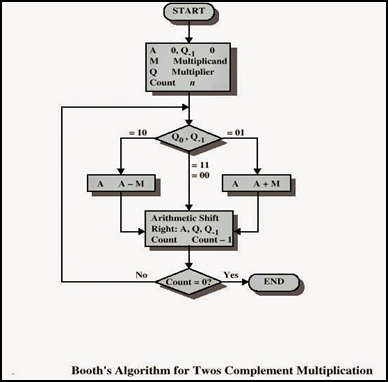 START
A 0, Q-1 0
M Multiplicand
Q Multiplier
Count n
Q0, Q-1
= 10
= 01
= 11
= 00
A A – M
A A + M
Arithmetic Shift
Right: A, Q, Q-1
Count Count – 1
No
Count = 0?
Yes
END
Booth's Algorithm for Twos Complement Multiplication